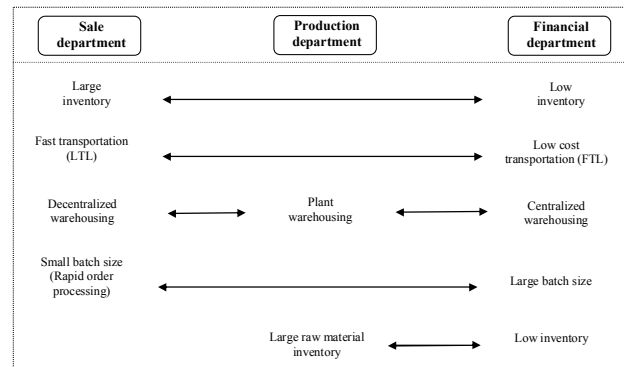 Sale
department
Production
department
Financial
department
Large
inventory
Low
inventory
Fast transportation
(LTL)
Low cost
transportation (FTL)
Decentralized
warehousing
Plant
warehousing
Centralized
warehousing
Small batch size
(Rapid order
processing)
Large batch size
Large raw material
inventory
Low inventory